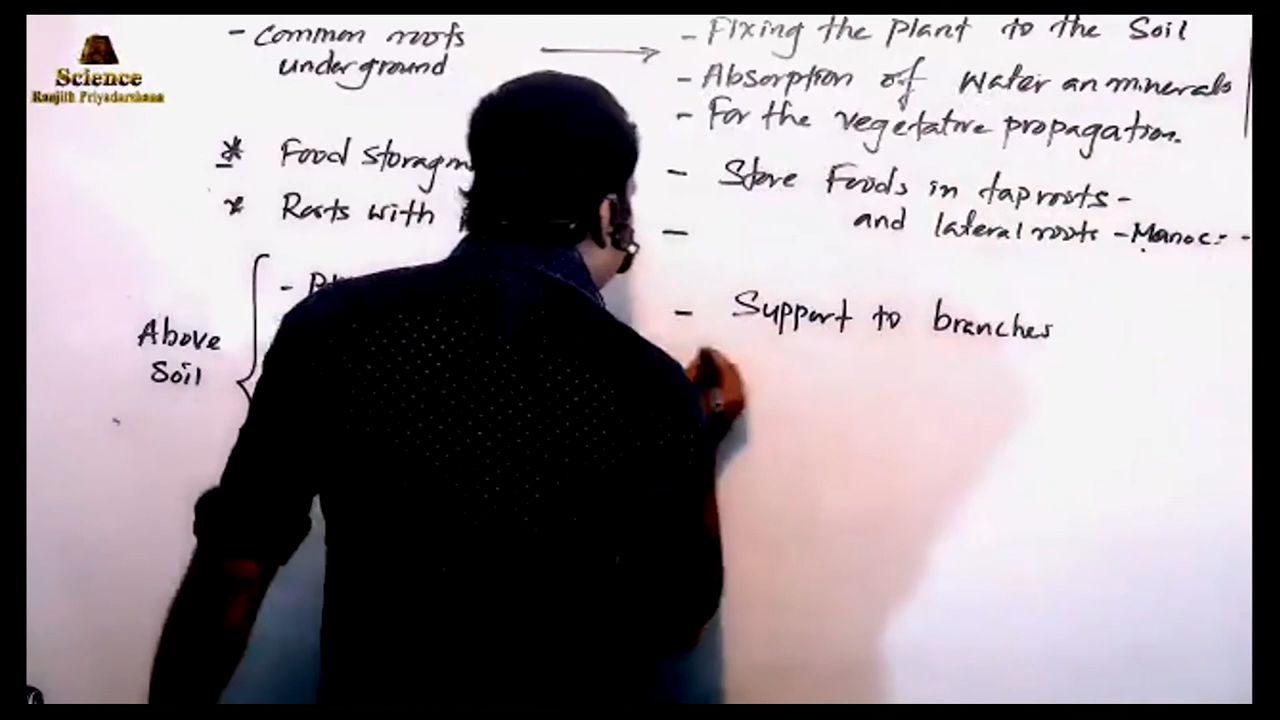 Science
Ranjith Priyadarshana
- Common roots
underground
- Fixing the plant to the Soil
- Absorption of water an minerals
- For the vegetative propagation.
* Food storag
* Roots with
- Store Foods in taproots -
and lateral roots - Manoc: -
-
-
Above
Soil
- Support to branches